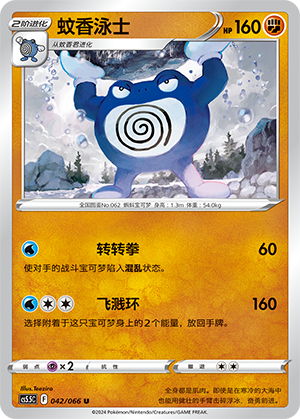 2阶进化
蚊香泳士
HP 160
从蚊香君进化
全国图鉴No.062 蝌蚪宝可梦 身高：1.3m 体重：54.0kg
转转拳 60
使对手的战斗宝可梦陷入混乱状态。
飞溅环 160
选择附着于这只宝可梦身上的2个能量，放回手牌。
弱点 ×2 抗性 撤退
Illus.Teeziro
CS5.5C F 042/066 U
全身都是肌肉。即使是在寒冷的大海中
也能用健壮的手臂击碎浮冰，奋勇前进。
©2024 Pokémon/Nintendo/Creatures/GAME FREAK.